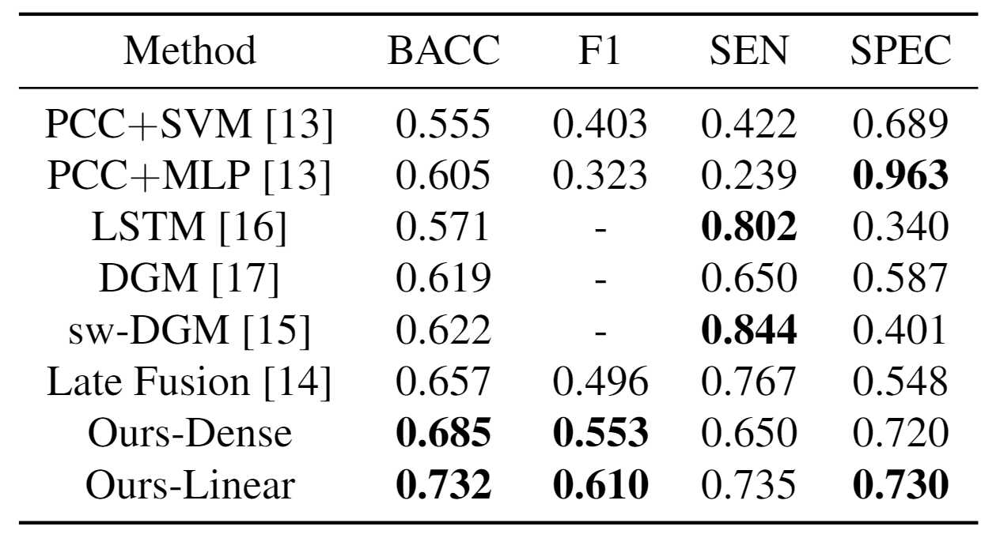 Method BACC F1 SEN SPEC
PCC+SVM [13] 0.555 0.403 0.422 0.689
PCC+MLP [13] 0.605 0.323 0.239 0.963
LSTM [16] 0.571 - 0.802 0.340
DGM [17] 0.619 - 0.650 0.587
sw-DGM [15] 0.622 - 0.844 0.401
Late Fusion [14] 0.657 0.496 0.767 0.548
Ours-Dense 0.685 0.553 0.650 0.720
Ours-Linear 0.732 0.610 0.735 0.730